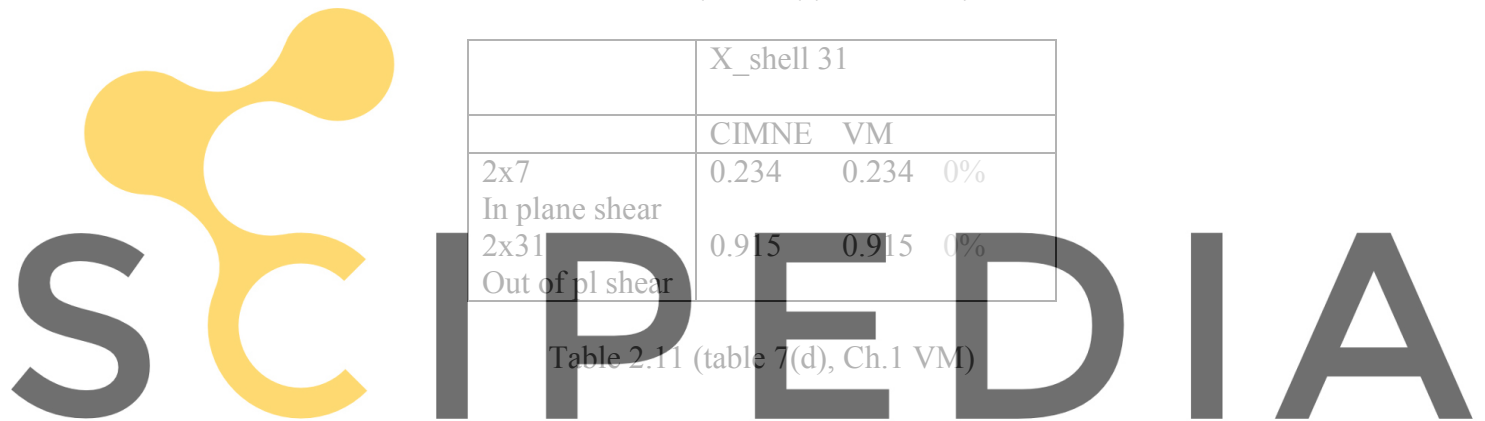 X_shell 31
CIMNE VM
2x7 0.234 0.234 0%
In plane shear
2x31 0.915 0.915 0%
Out of pl shear
Table 2.11 (table 7(d), Ch.1 VM)
SCIPEDIA